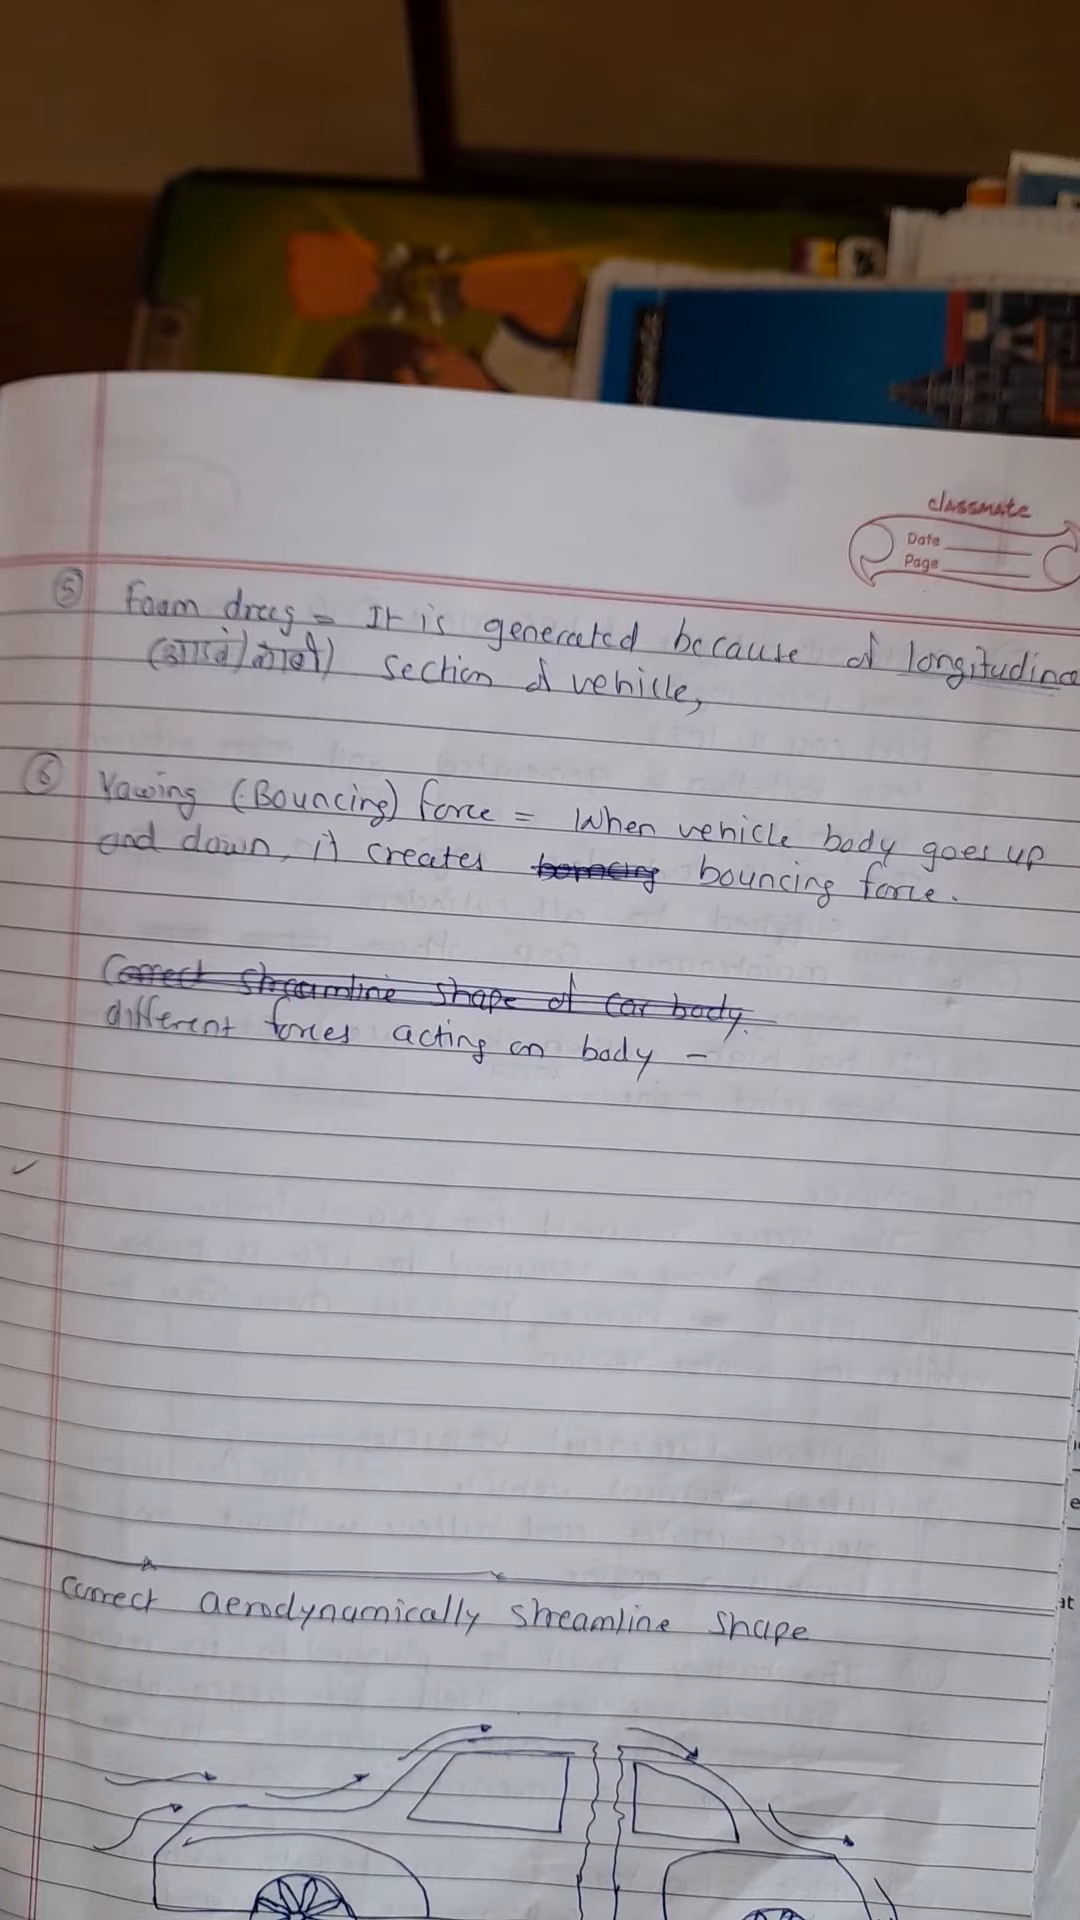 classmate
Date
Page
⑤ Foam drag = It is generated because of longitudina
section of vehicle,
⑥ Yawing (Bouncing) force = When vehicle body goes up
and down, it creates bouncing force.
Correct streamline shape of car body.
different forces acting on body -
Correct aerodynamically streamline shape